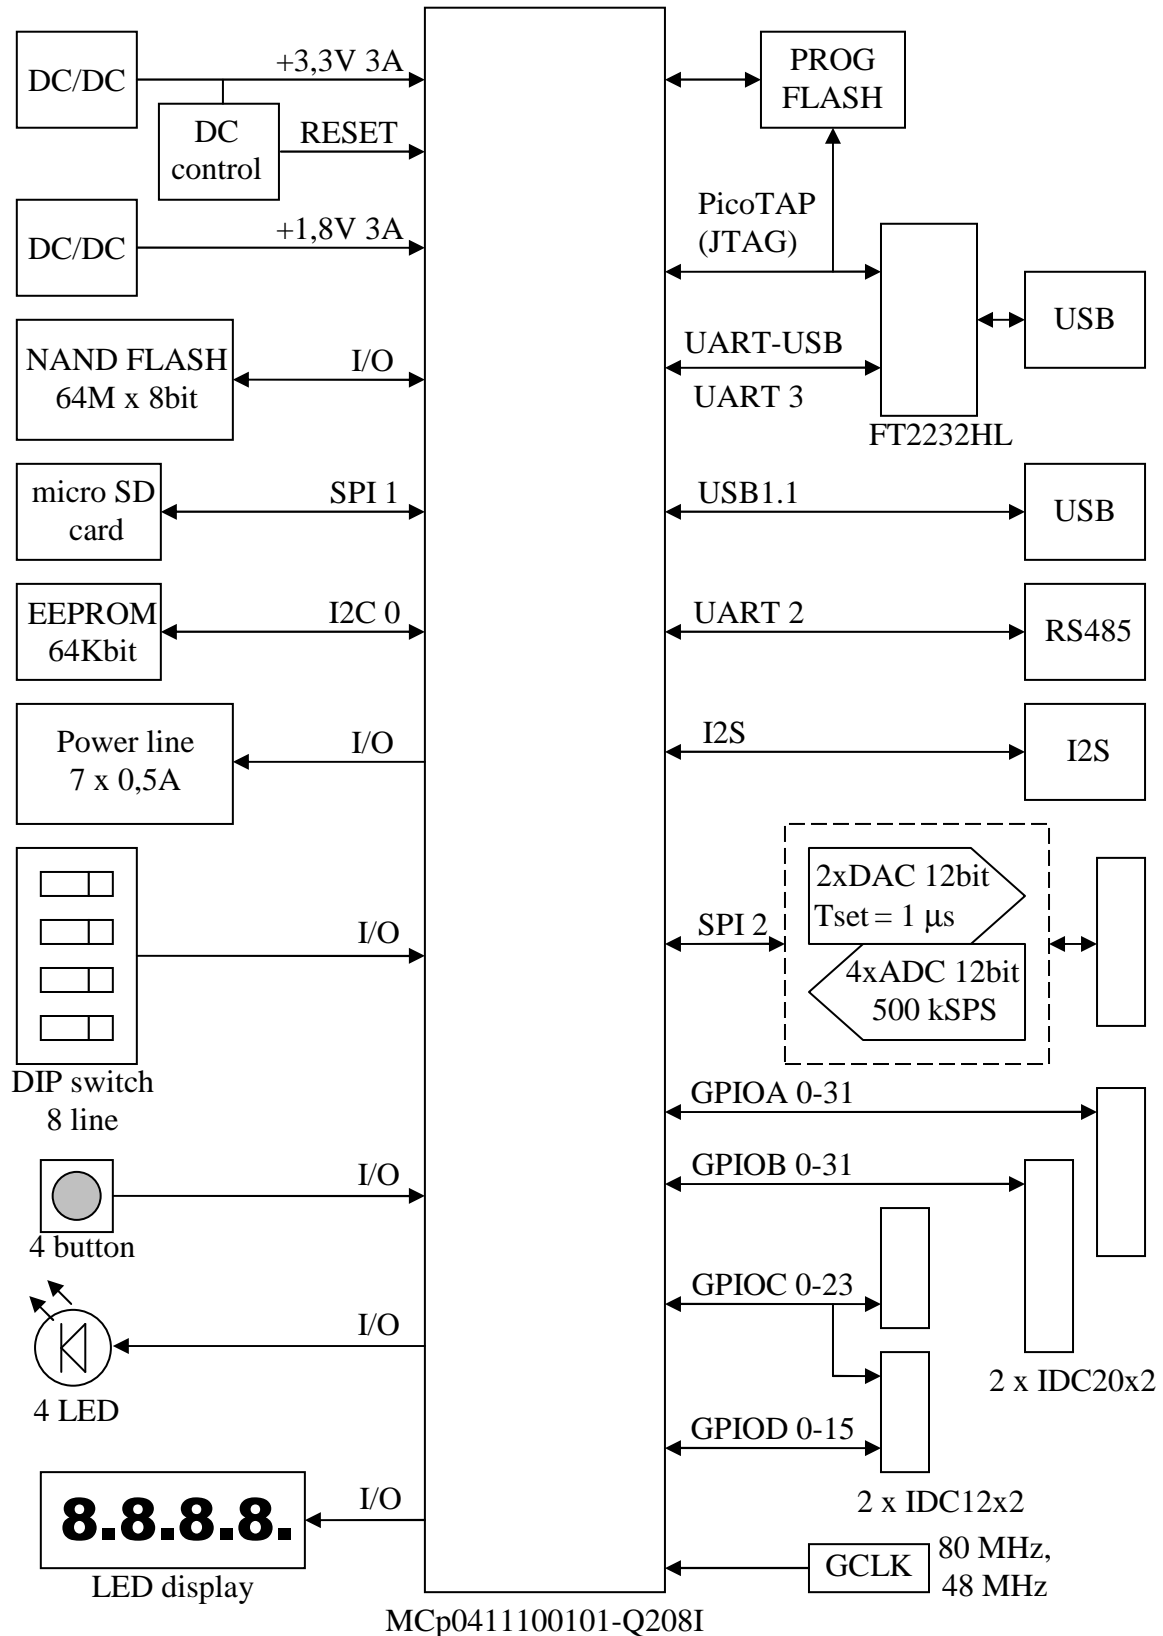 DC/DC
+3,3V 3A
DC
control
RESET
DC/DC
+1,8V 3A
NAND FLASH
64M x 8bit
I/O
micro SD
card
SPI 1
EEPROM
64Kbit
I2C 0
Power line
7 x 0,5A
I/O
I/O
DIP switch
8 line
I/O
4 button
I/O
4 LED
I/O
8.8.8.8.
LED display
MCp0411100101-Q208I
PROG
FLASH
PicoTAP
(JTAG)
UART-USB
UART 3
FT2232HL
USB
USB1.1
USB
UART 2
RS485
I2S
I2S
SPI 2
2xDAC 12bit
Tset = 1 μs
4xADC 12bit
500 kSPS
GPIOA 0-31
GPIOB 0-31
GPIOC 0-23
2 x IDC20x2
GPIOD 0-15
2 x IDC12x2
GCLK
80 MHz,
48 MHz